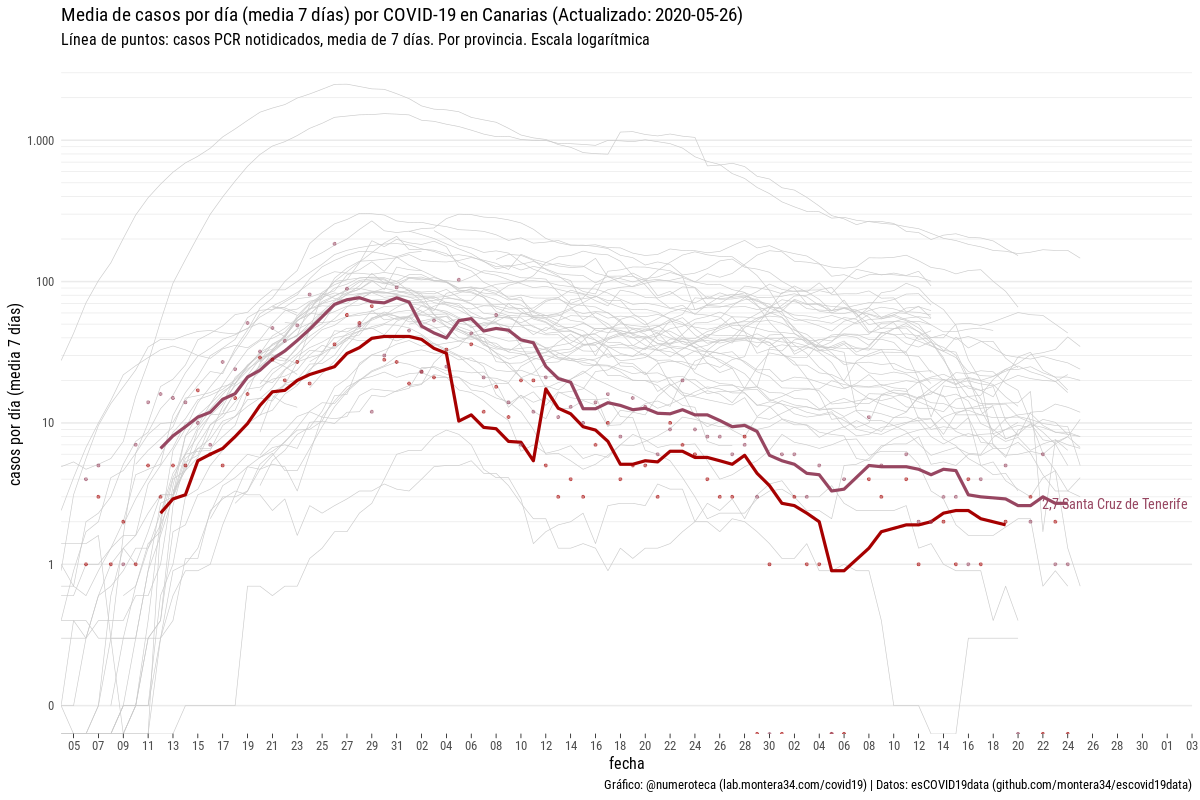 Media de casos por día (media 7 días) por COVID-19 en Canarias (Actualizado: 2020-05-26)
Línea de puntos: casos PCR notidicados, media de 7 días. Por provincia. Escala logarítmica
casos por día (media 7 días)
1.000
100
10
1
0
2,7 Santa Cruz de Tenerife
05 07 09 11 13 15 17 19 21 23 25 27 29 31 02 04 06 08 10 12 14 16 18 20 22 24 26 28 30 02 04 06 08 10 12 14 16 18 20 22 24 26 28 30 01 03
fecha
Gráfico: @numeroteca (lab.montera34.com/covid19) | Datos: esCOVID19data (github.com/montera34/escovid19data)